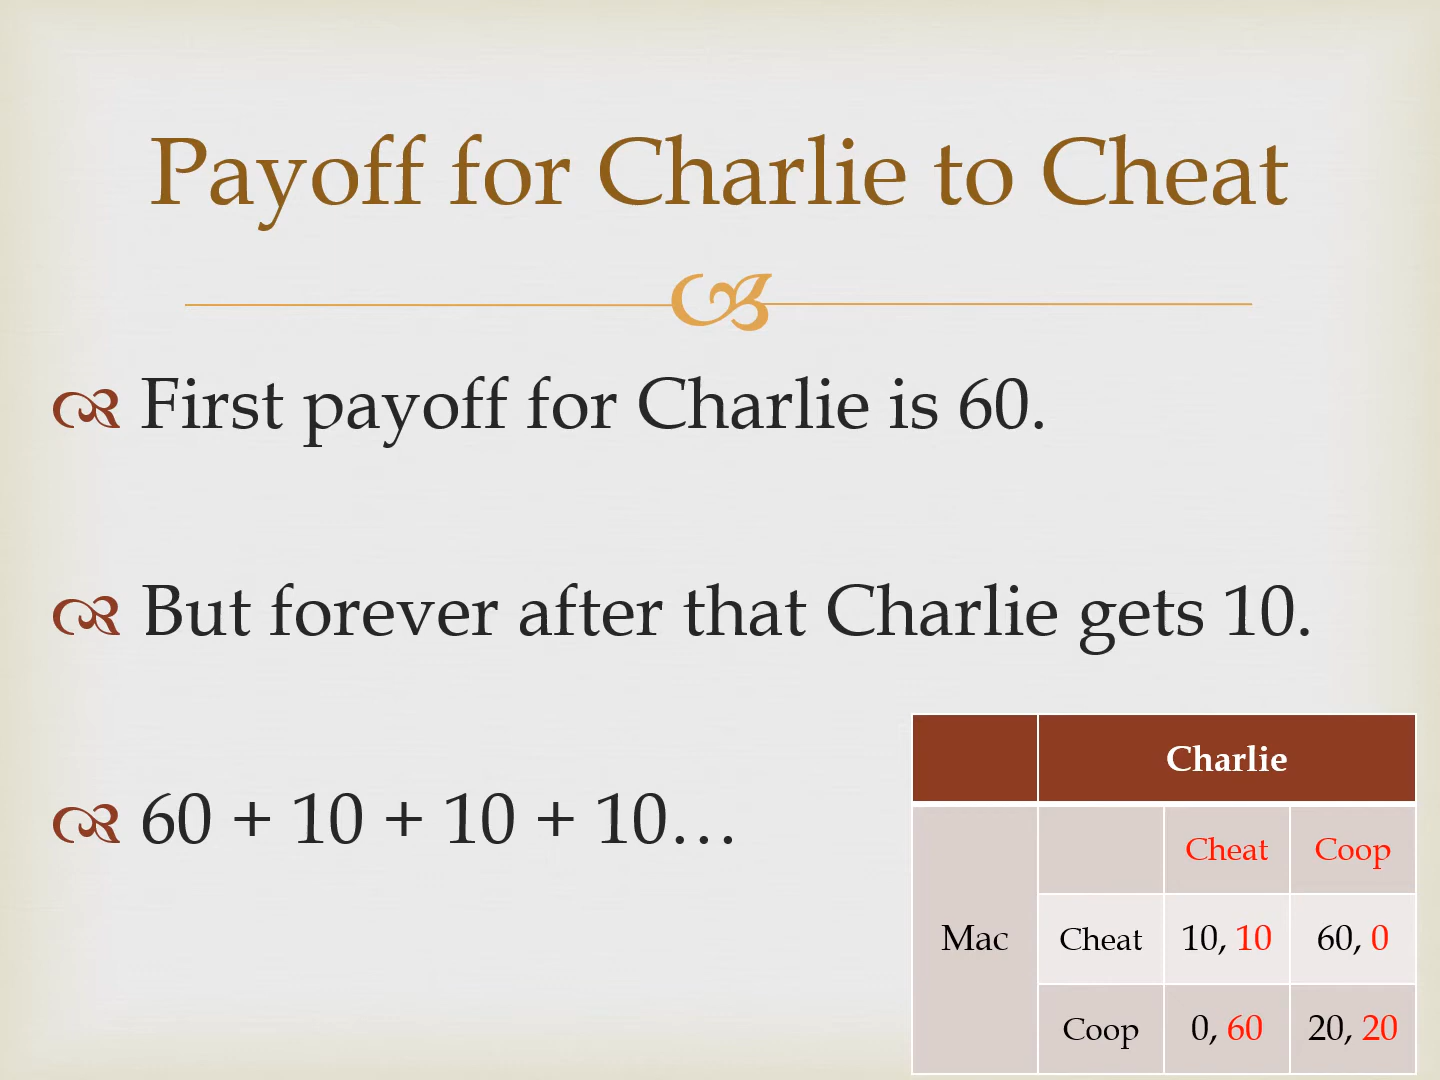 Payoff for Charlie to Cheat
First payoff for Charlie is 60.
But forever after that Charlie gets 10.
60 + 10 + 10 + 10…
Charlie
Cheat Coop
Mac Cheat 10, 10 60, 0
Coop 0, 60 20, 20